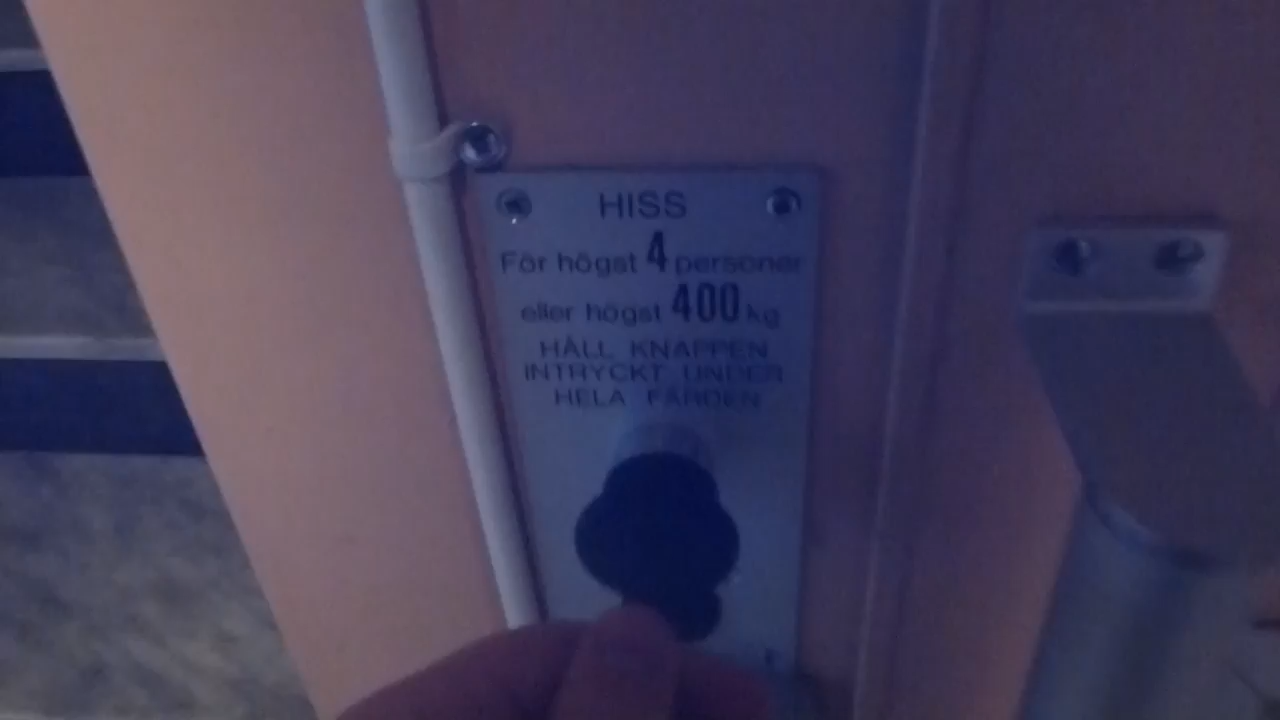 HISS
För högst 4 personer
eller högst 400 kg
HÅLL KNAPPEN
INTRYCKT UNDER
HELA FÄRDEN